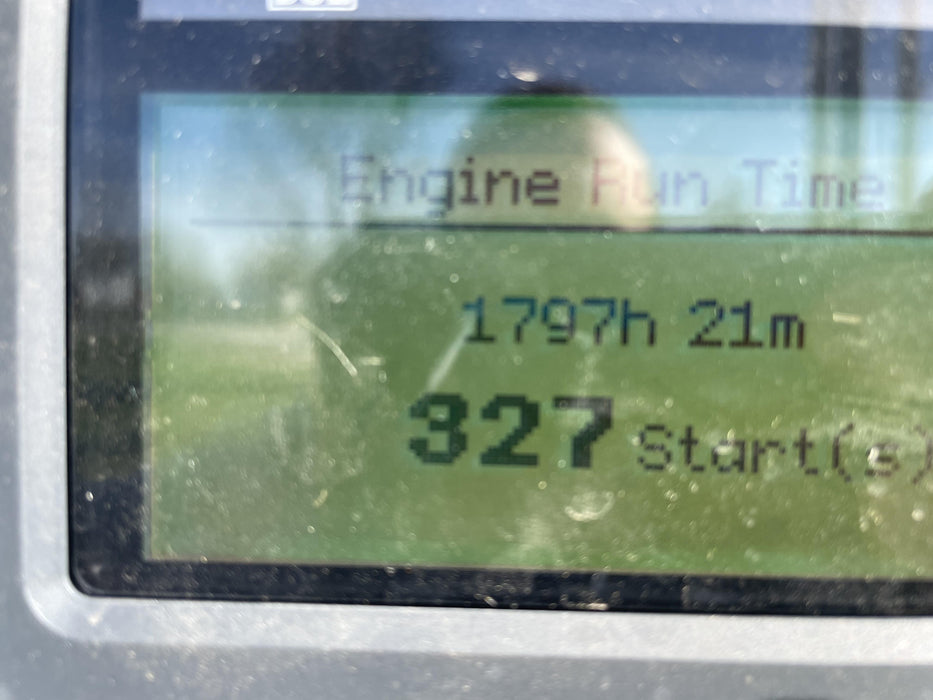 Engine Run Time
1797h 21m
327 Start(s)